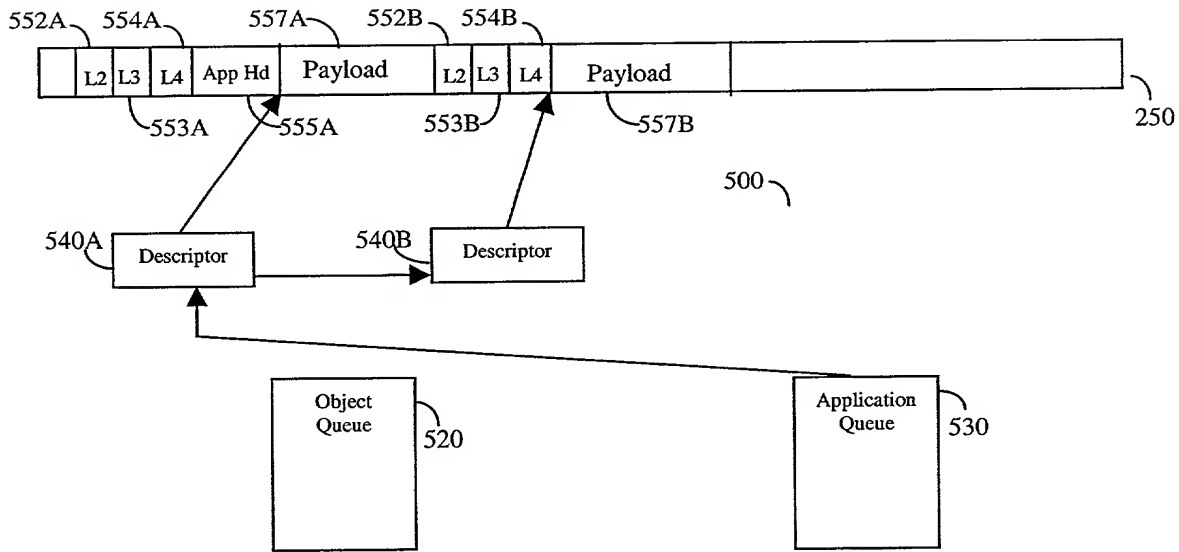 552A 554A 557A 552B 554B
L2 L3 L4 App Hd Payload L2 L3 L4 Payload
553A 555A 553B 557B 250
500
540A Descriptor 540B Descriptor
Object
Queue
520
Application
Queue
530